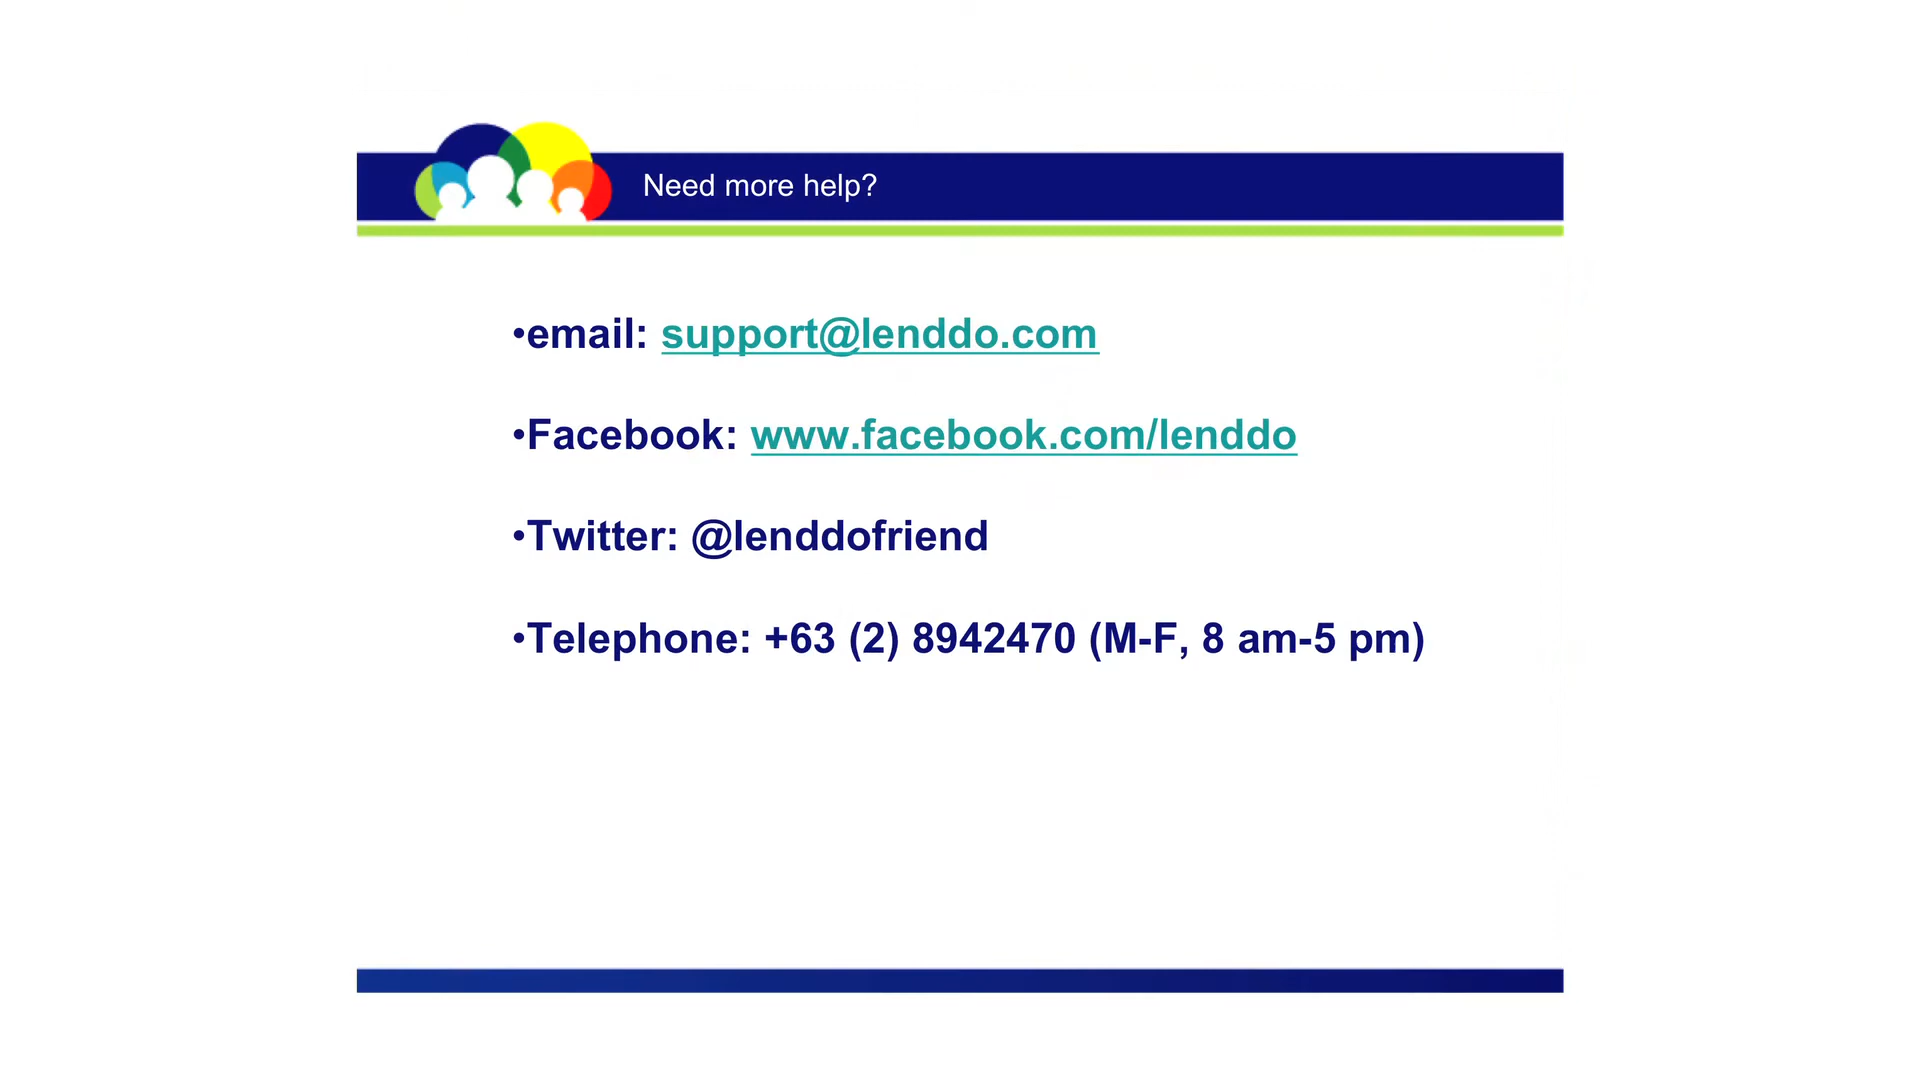 Need more help?
•email: support@lenddo.com
•Facebook: www.facebook.com/lenddo
•Twitter: @lenddofriend
•Telephone: +63 (2) 8942470 (M-F, 8 am-5 pm)